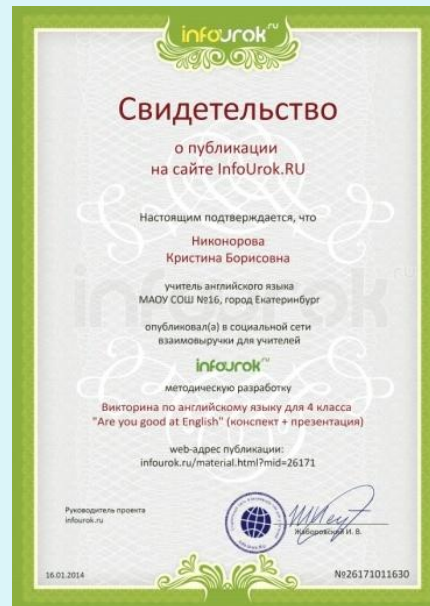 infourok.ru
Свидетельство
о публикации
на сайте InfoUrok.RU
Настоящим подтверждается, что
Никонорова
Кристина Борисовна
учитель английского языка
МАОУ СОШ №16, город Екатеринбург
опубликовал(а) в социальной сети
взаимовыручки для учителей
infourok.ru
методическую разработку
Викторина по английскому языку для 4 класса
"Are you good at English" (конспект + презентация)
web-адрес публикации:
infourok.ru/material.html?mid=26171
Руководитель проекта
infourok.ru
Жаборовский И. В.
16.01.2014
№26171011630